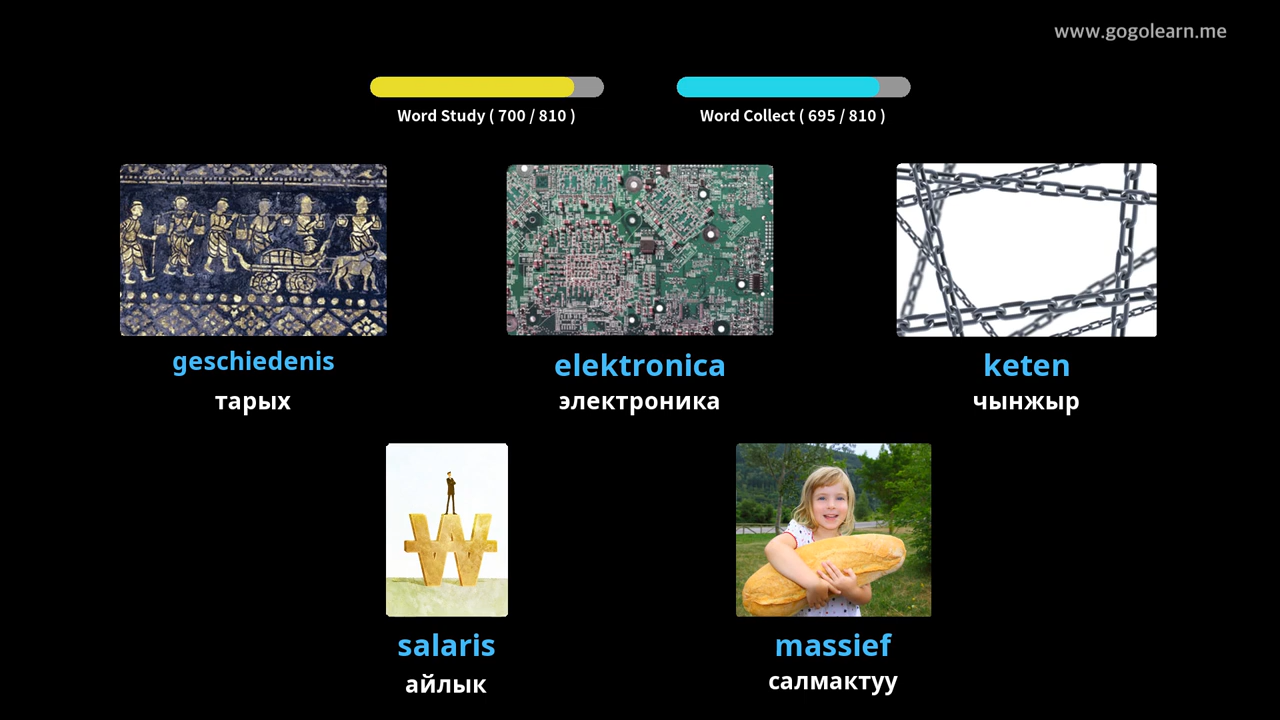 www.gogolearn.me
Word Study ( 700 / 810 )
Word Collect ( 695 / 810 )
geschiedenis
тарых
elektronica
электроника
keten
чынжыр
salaris
айлык
massief
салмактуу